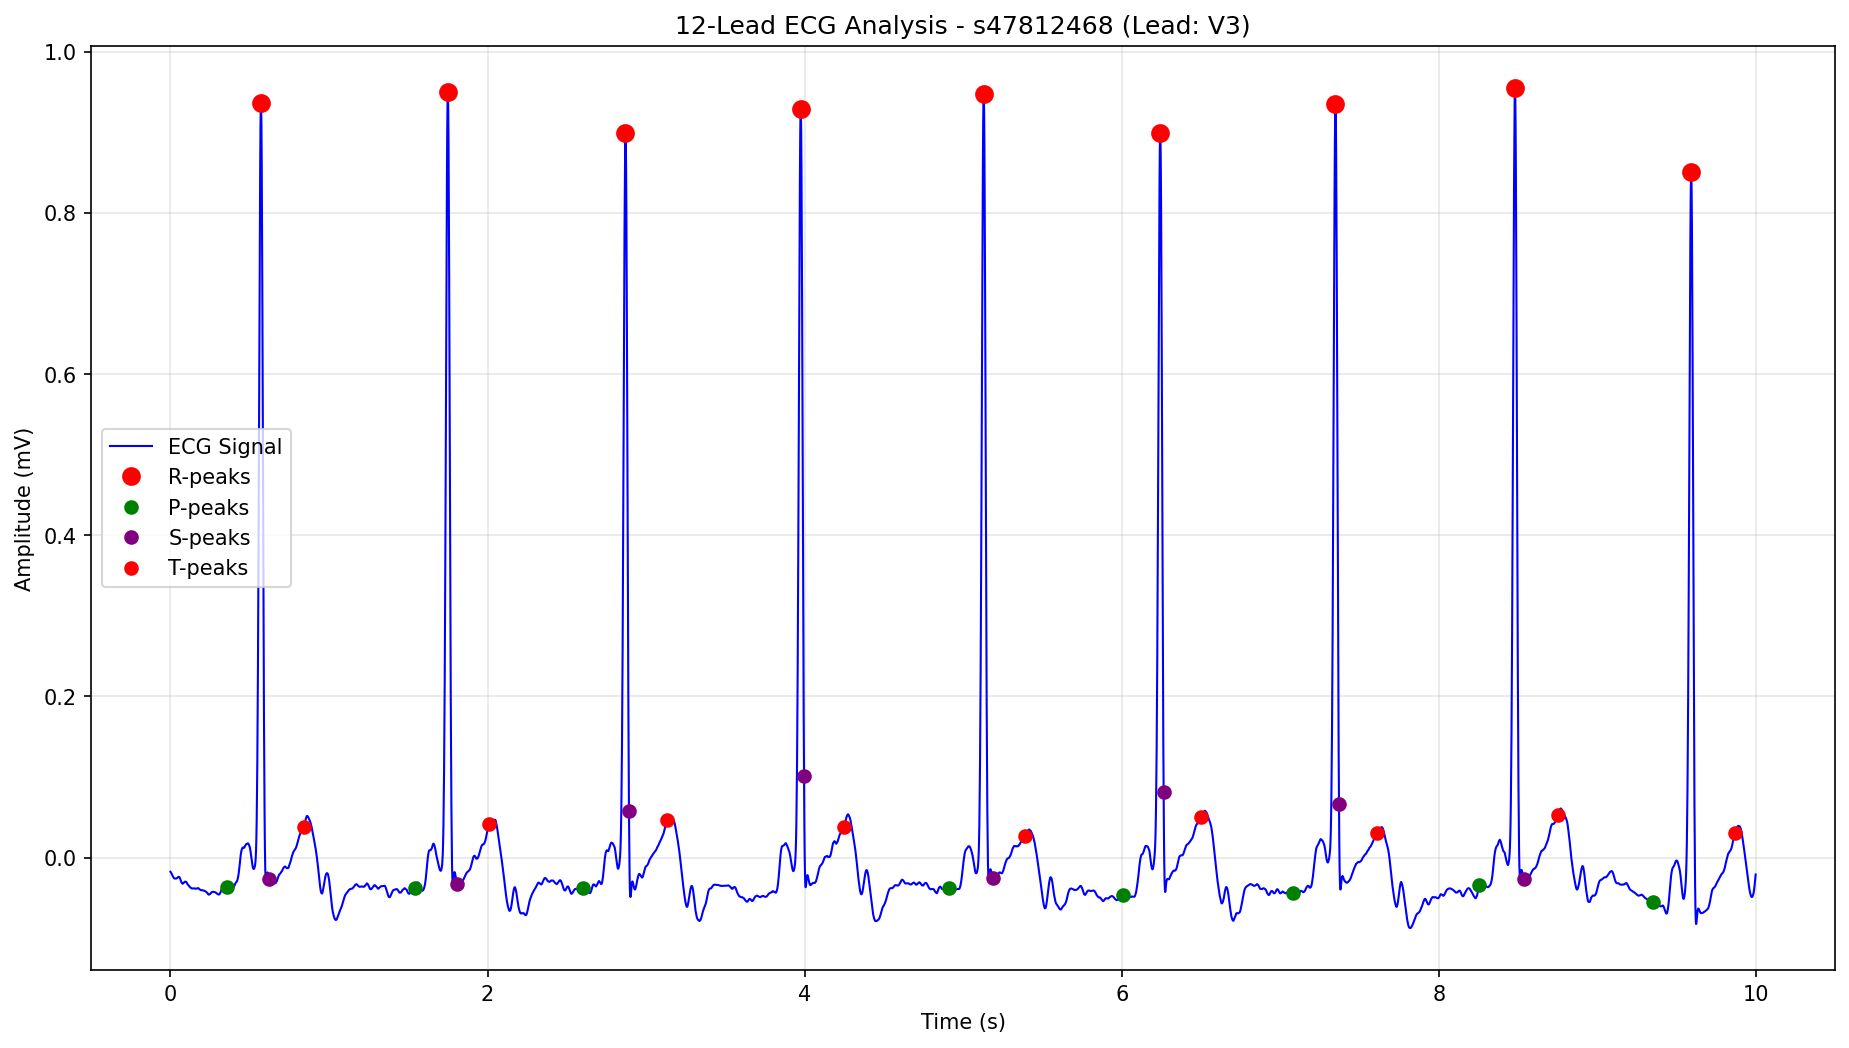 12-Lead ECG Analysis - s47812468 (Lead: V3)
1.0
0.8
0.6
0.4
0.2
0.0
Amplitude (mV)
ECG Signal
R-peaks
P-peaks
S-peaks
T-peaks
0 2 4 6 8 10
Time (s)